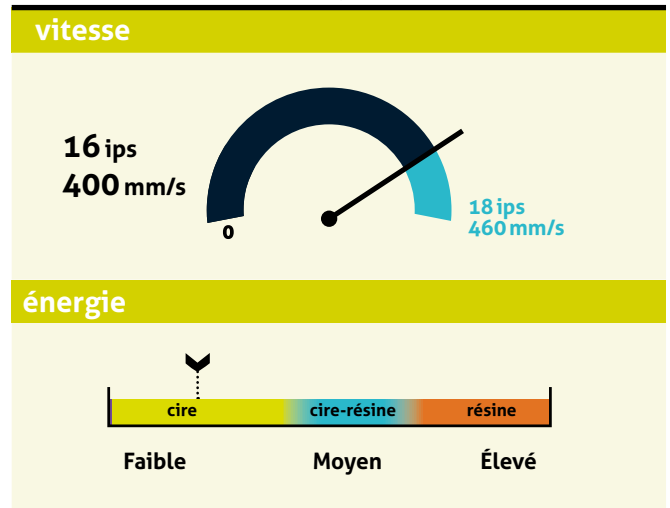 vitesse
16 ips
400 mm/s
0
18 ips
460 mm/s
énergie
cire cire-résine résine
Faible Moyen Élevé